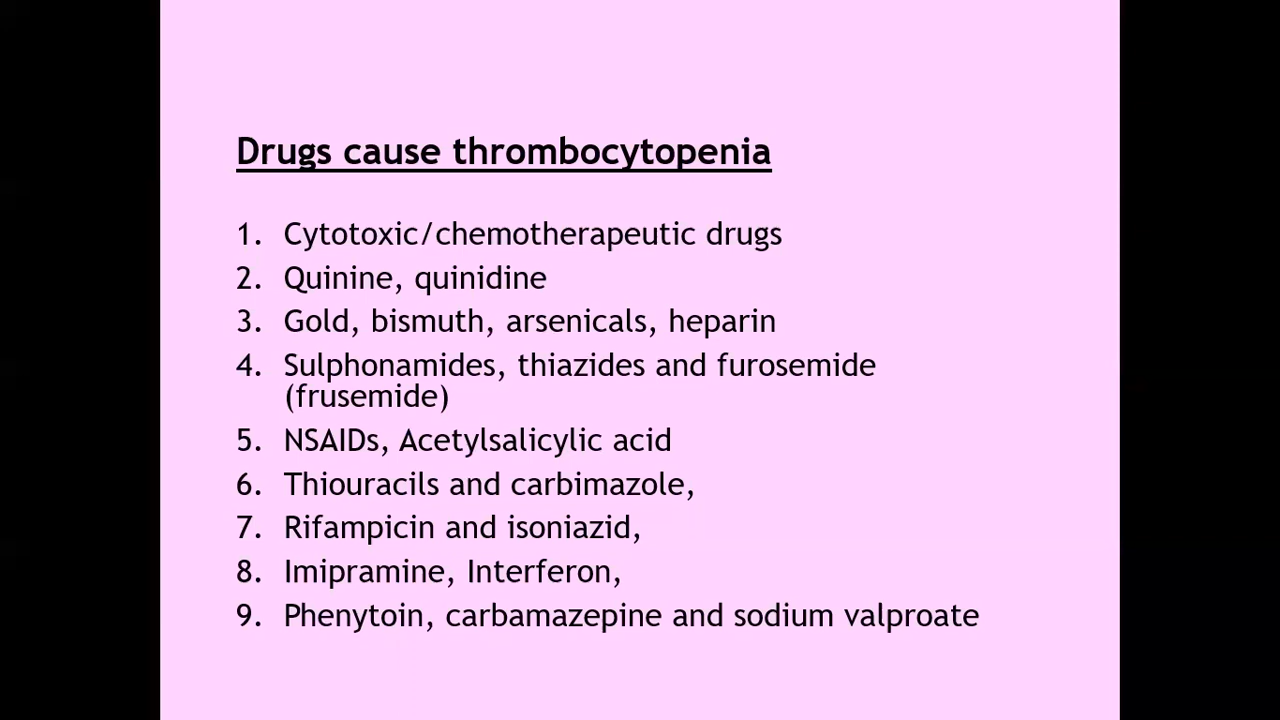 Drugs cause thrombocytopenia
1. Cytotoxic/chemotherapeutic drugs
2. Quinine, quinidine
3. Gold, bismuth, arsenicals, heparin
4. Sulphonamides, thiazides and furosemide
(frusemide)
5. NSAIDs, Acetylsalicylic acid
6. Thiouracils and carbimazole,
7. Rifampicin and isoniazid,
8. Imipramine, Interferon,
9. Phenytoin, carbamazepine and sodium valproate